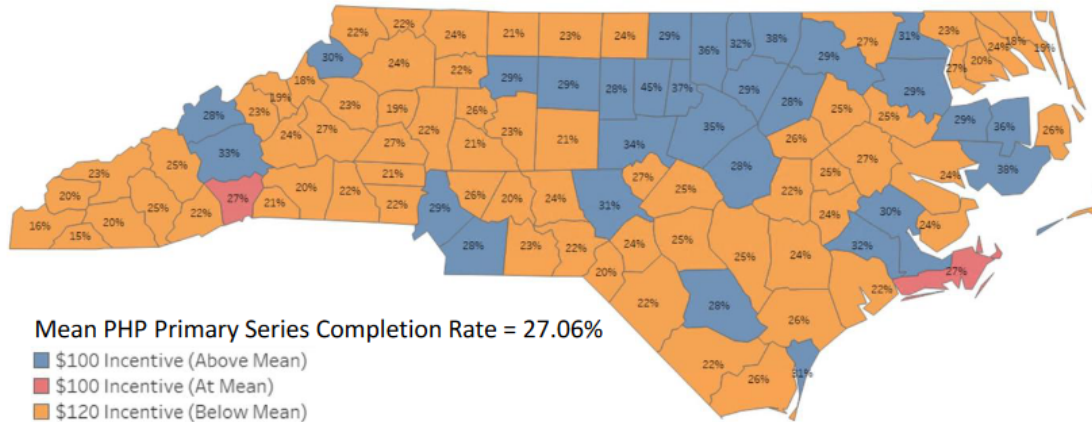 22% 22% 24% 21% 23% 24% 29% 36% 32% 38% 29% 27% 31% 23% 24% 18% 19%
30% 24% 22% 29% 29% 28% 45% 37% 29% 28% 29% 27% 20%
18% 19% 23% 23% 19% 26% 25% 25% 29% 36% 26%
28% 24% 27% 27% 22% 21% 23% 21% 34% 35% 26% 27% 38%
33% 25% 21% 28% 25% 24%
23% 20% 27% 20% 22% 22% 26% 20% 24% 31% 27% 25% 22% 24% 30%
20% 25% 22% 21% 29% 24% 25% 32% 24%
16% 15% 28% 23% 22% 20% 25% 24% 27%
22% 28% 22%
26%
Mean PHP Primary Series Completion Rate = 27.06%
$100 Incentive (Above Mean)
22% 26% 31%
$100 Incentive (At Mean)
$120 Incentive (Below Mean)